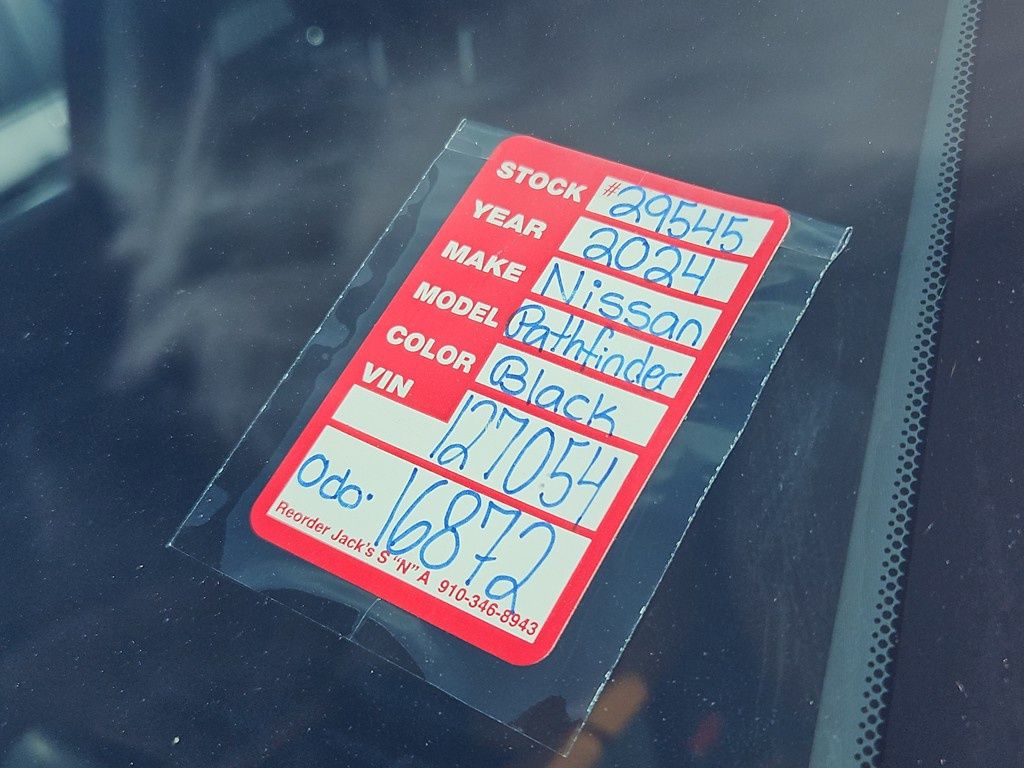 STOCK #29545
YEAR 2024
MAKE Nissan
MODEL Pathfinder
COLOR Black
VIN 127054
Odo. 16872
Reorder Jack's S "N" A 910-346-8943